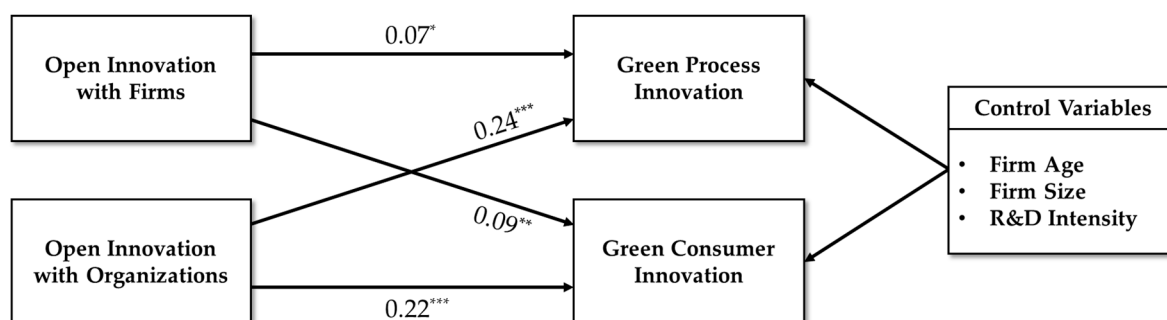 0.07*
Open Innovation
with Firms
Green Process
Innovation
0.24***
Control Variables
• Firm Age
• Firm Size
• R&D Intensity
0.09**
Open Innovation
with Organizations
Green Consumer
Innovation
0.22***